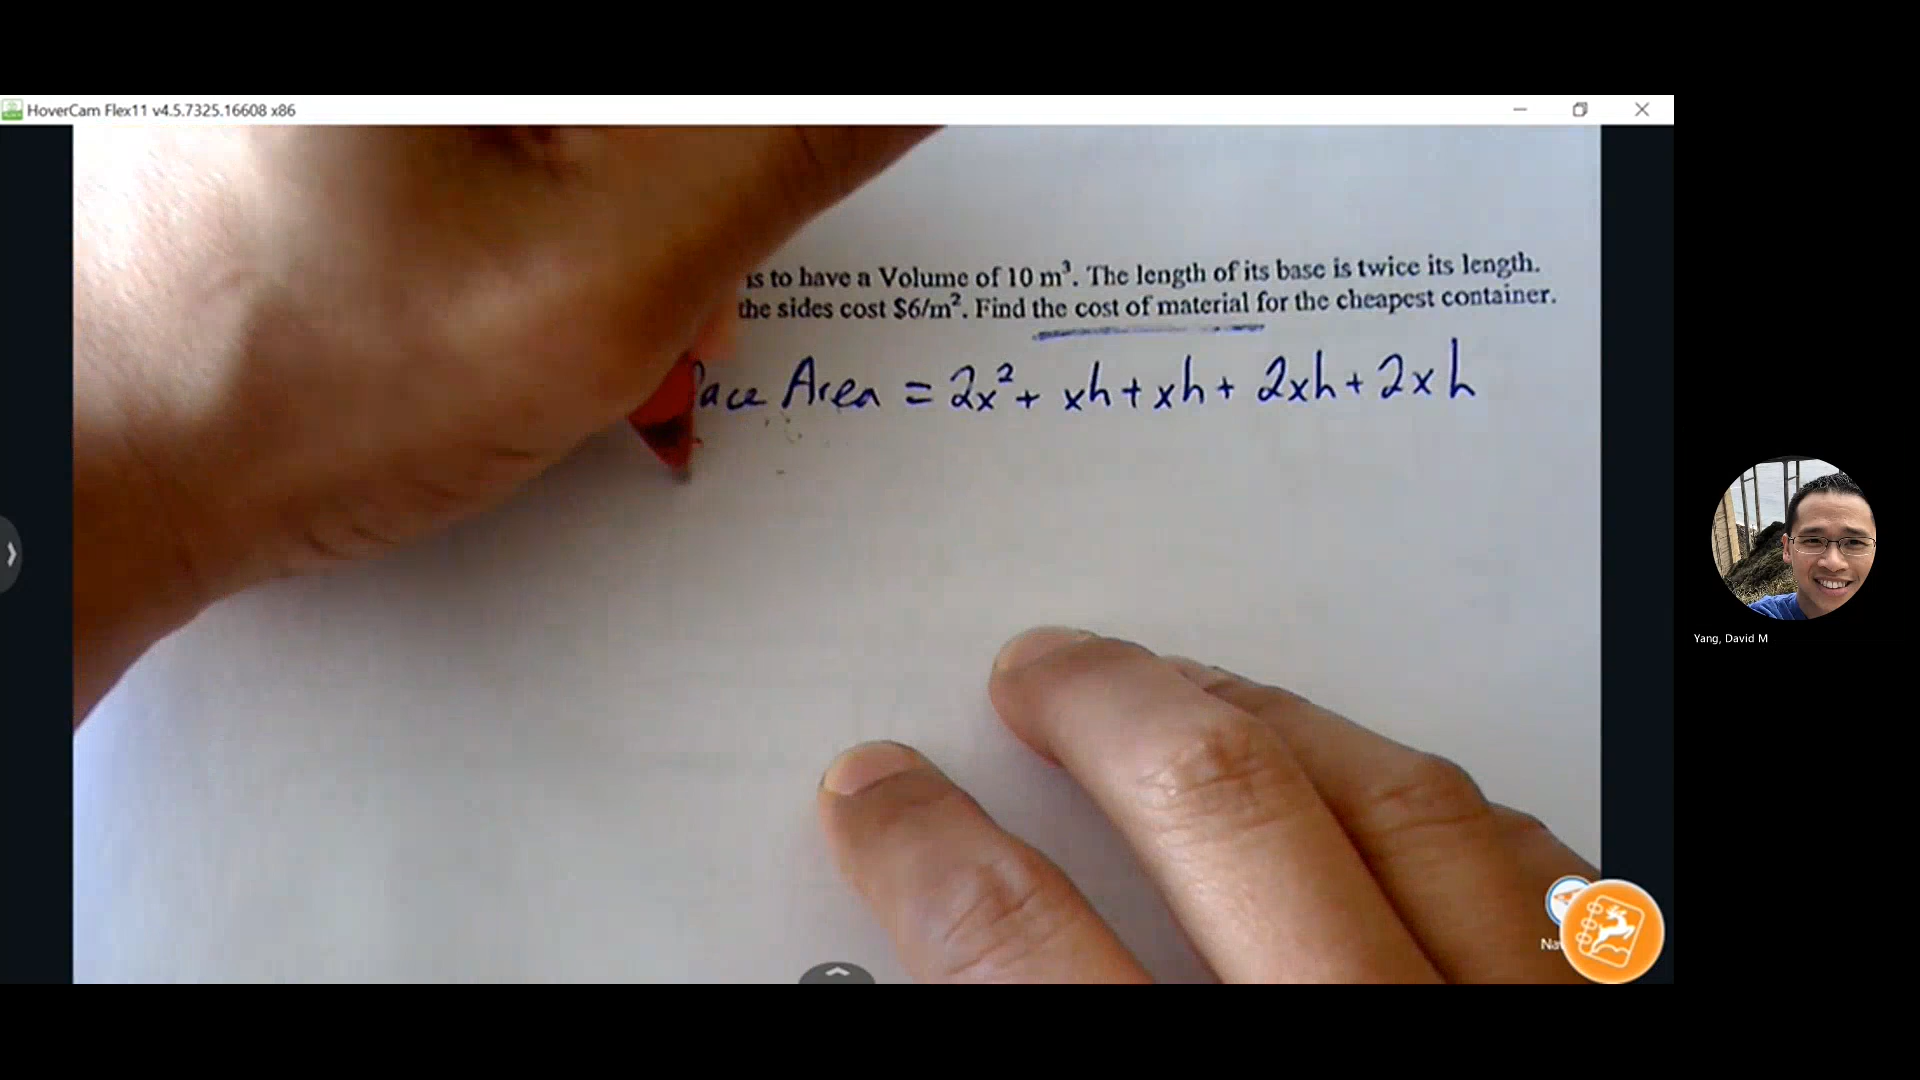 HoverCam Flex11 v4.5.7325.16608 x86
is to have a Volume of 10 m³. The length of its base is twice its length.
the sides cost $6/m². Find the cost of material for the cheapest container.
face Area = 2x² + xh + xh + 2xh + 2xh
Yang, David M